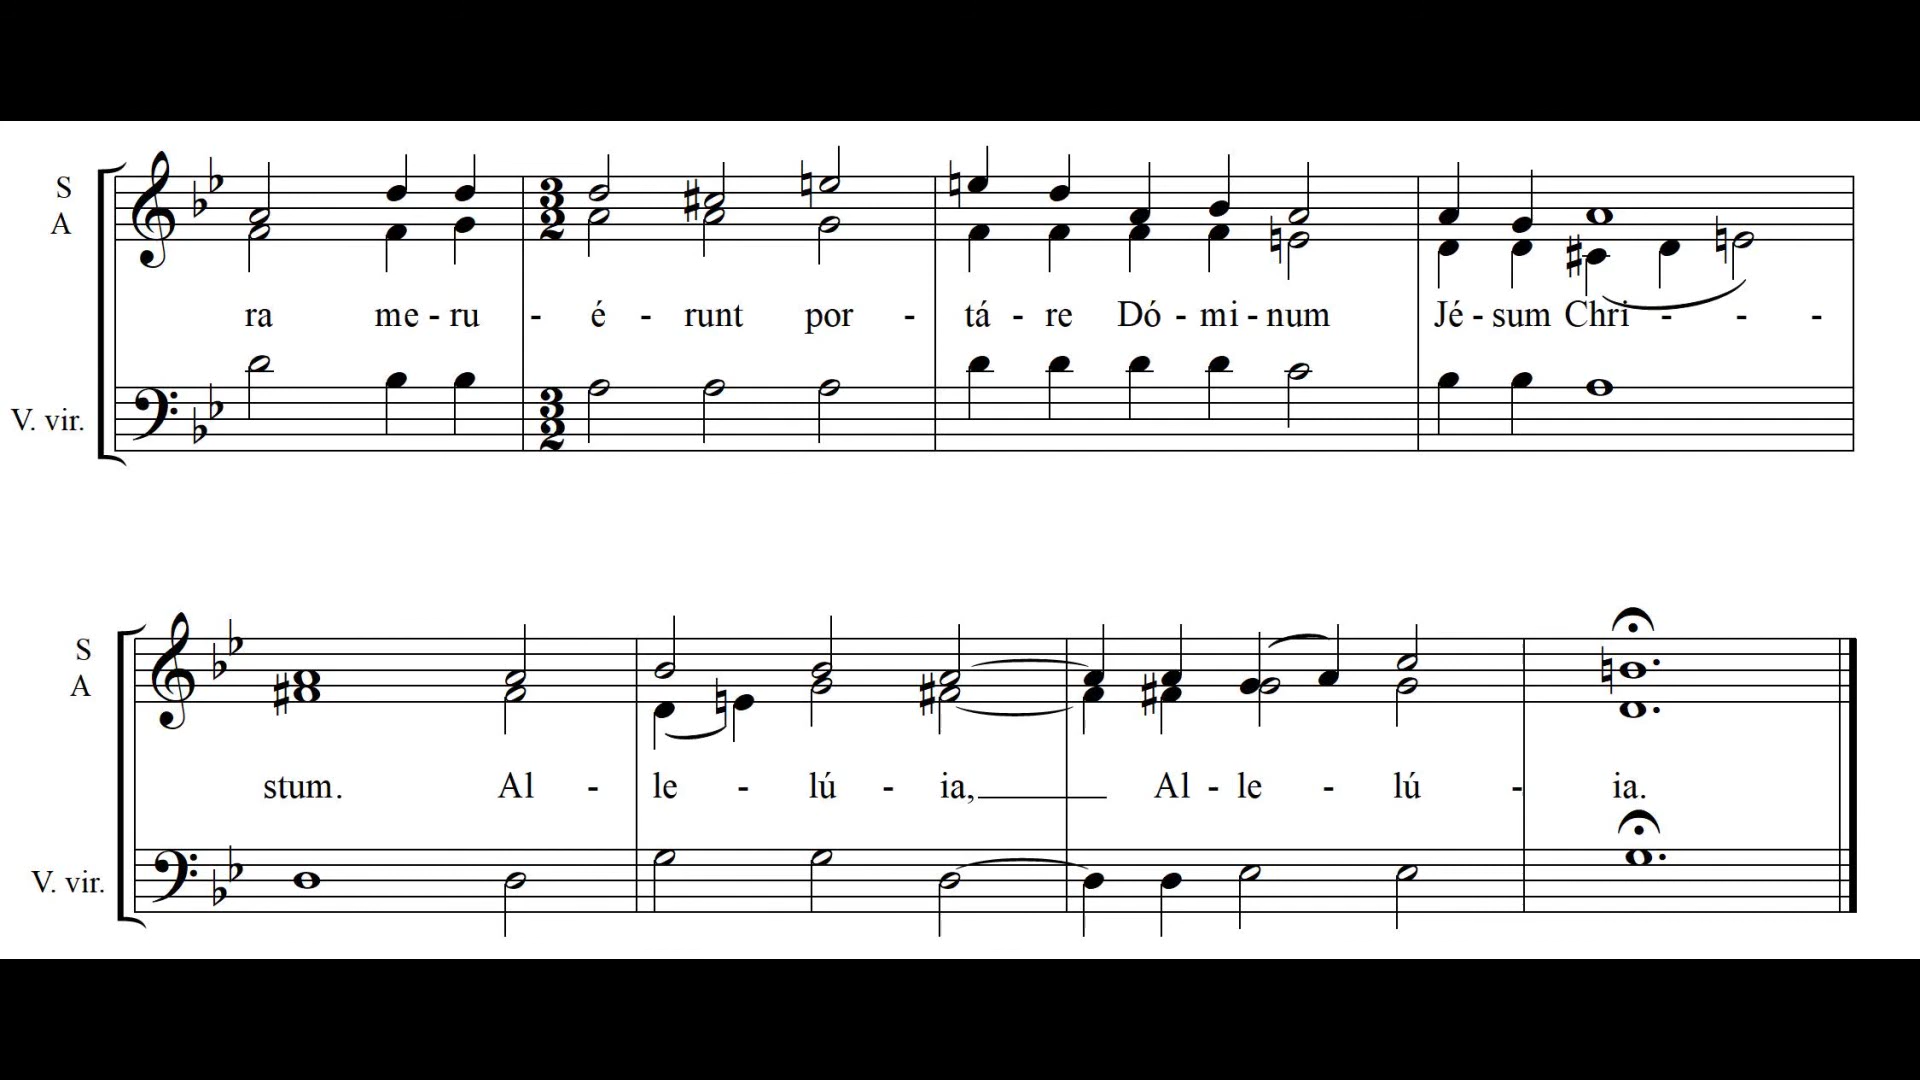 S
A
ra me - ru - é - runt por - tá - re Dó - mi - num Jé - sum Chri - - -
V. vir.
S
A
stum. Al - le - lú - ia, Al - le - lú - ia.
V. vir.